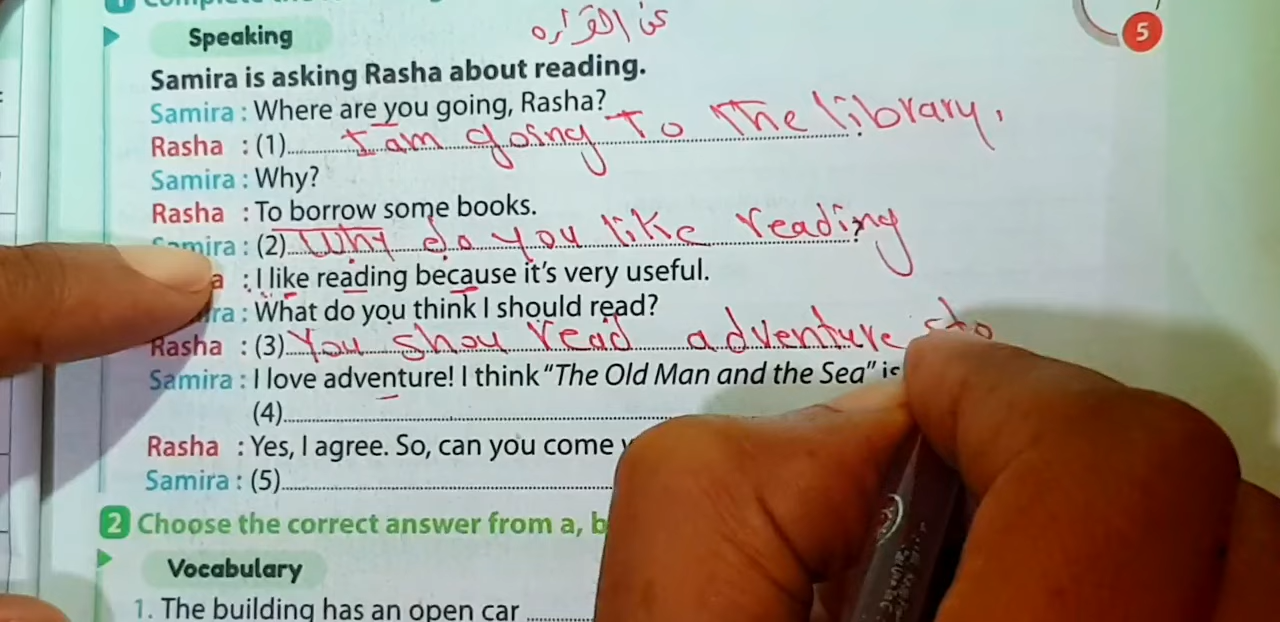 Speaking
عن القراءه
5
Samira is asking Rasha about reading.
Samira : Where are you going, Rasha?
Rasha : (1) I am going To The library.
Samira : Why?
Rasha : To borrow some books.
Samira : (2) Why do you like reading
a : I like reading because it's very useful.
ra : What do you think I should read?
Rasha : (3) You shou read adventure sto
Samira : I love adventure! I think "The Old Man and the Sea" is
(4)
Rasha : Yes, I agree. So, can you come
Samira : (5)
2 Choose the correct answer from a, b
Vocabulary
1. The building has an open car